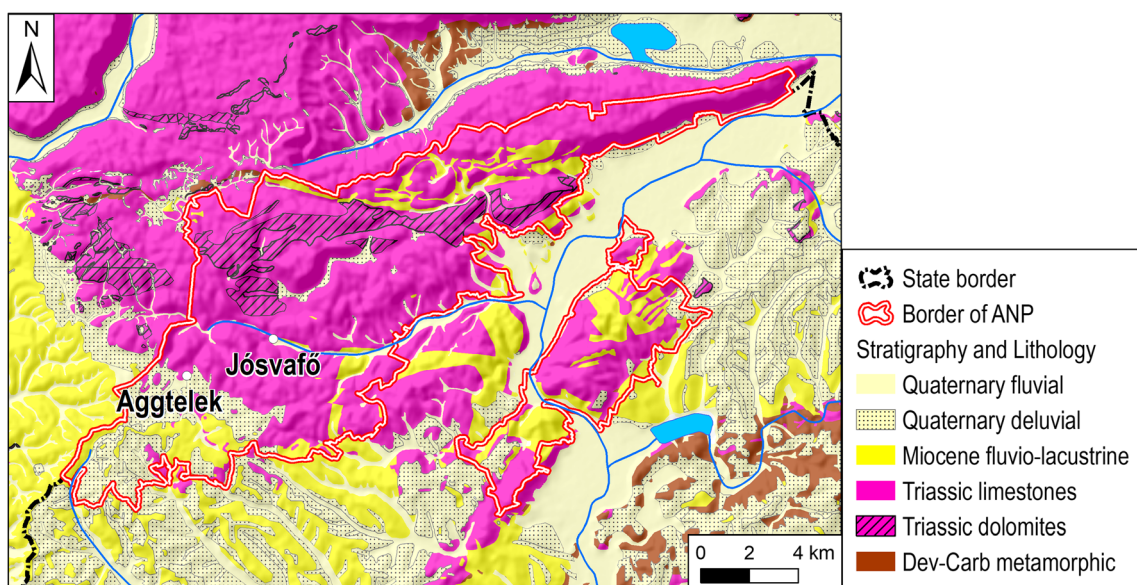 N
Jósvafő
Aggtelek
0 2 4 km
State border
Border of ANP
Stratigraphy and Lithology
Quaternary fluvial
Quaternary deluvial
Miocene fluvio-lacustrine
Triassic limestones
Triassic dolomites
Dev-Carb metamorphic